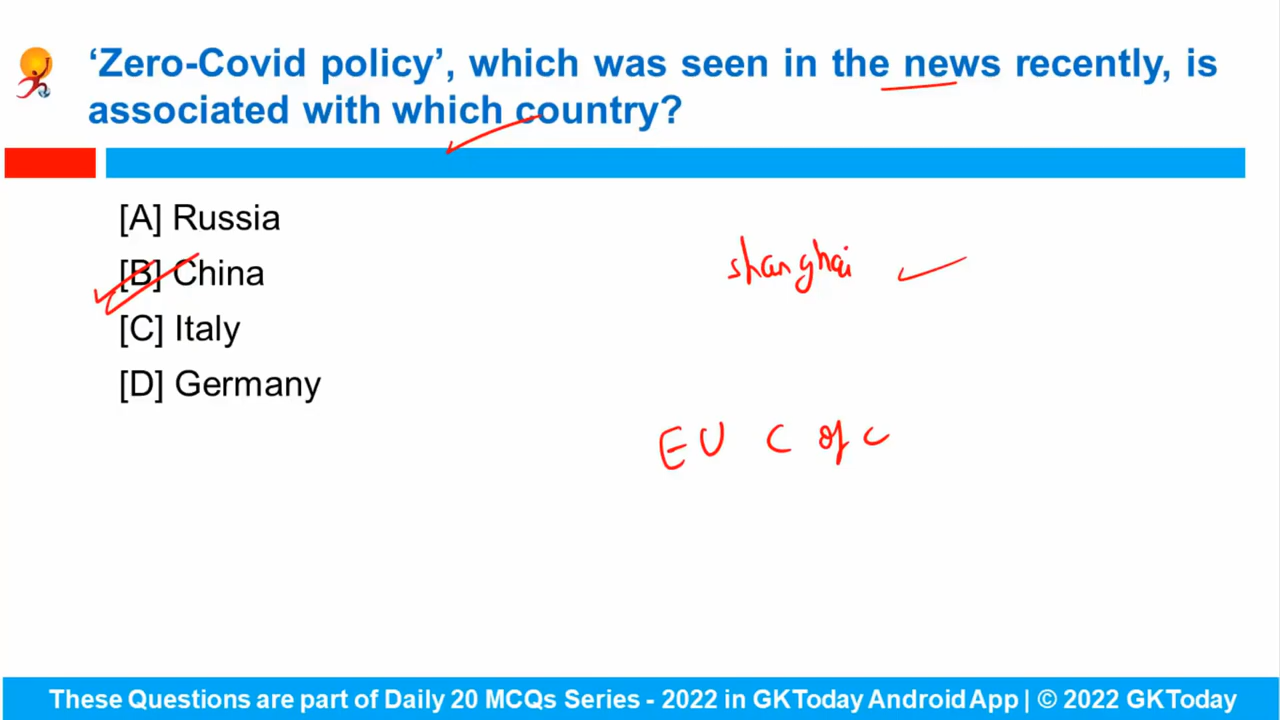 ‘Zero-Covid policy’, which was seen in the news recently, is
associated with which country?
[A] Russia
[B] China
[C] Italy
[D] Germany
shanghai
EU C of C
These Questions are part of Daily 20 MCQs Series - 2022 in GKToday Android App | © 2022 GKToday